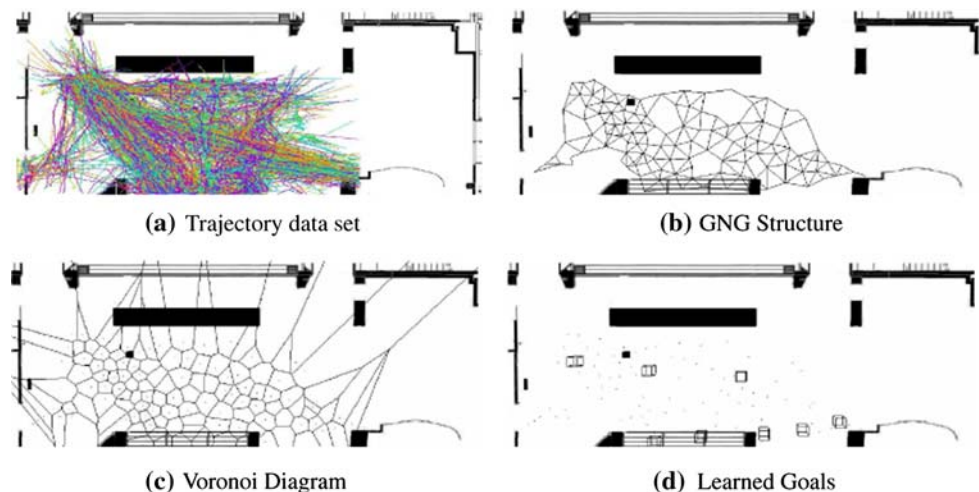 (a) Trajectory data set
(b) GNG Structure
(c) Voronoi Diagram
(d) Learned Goals